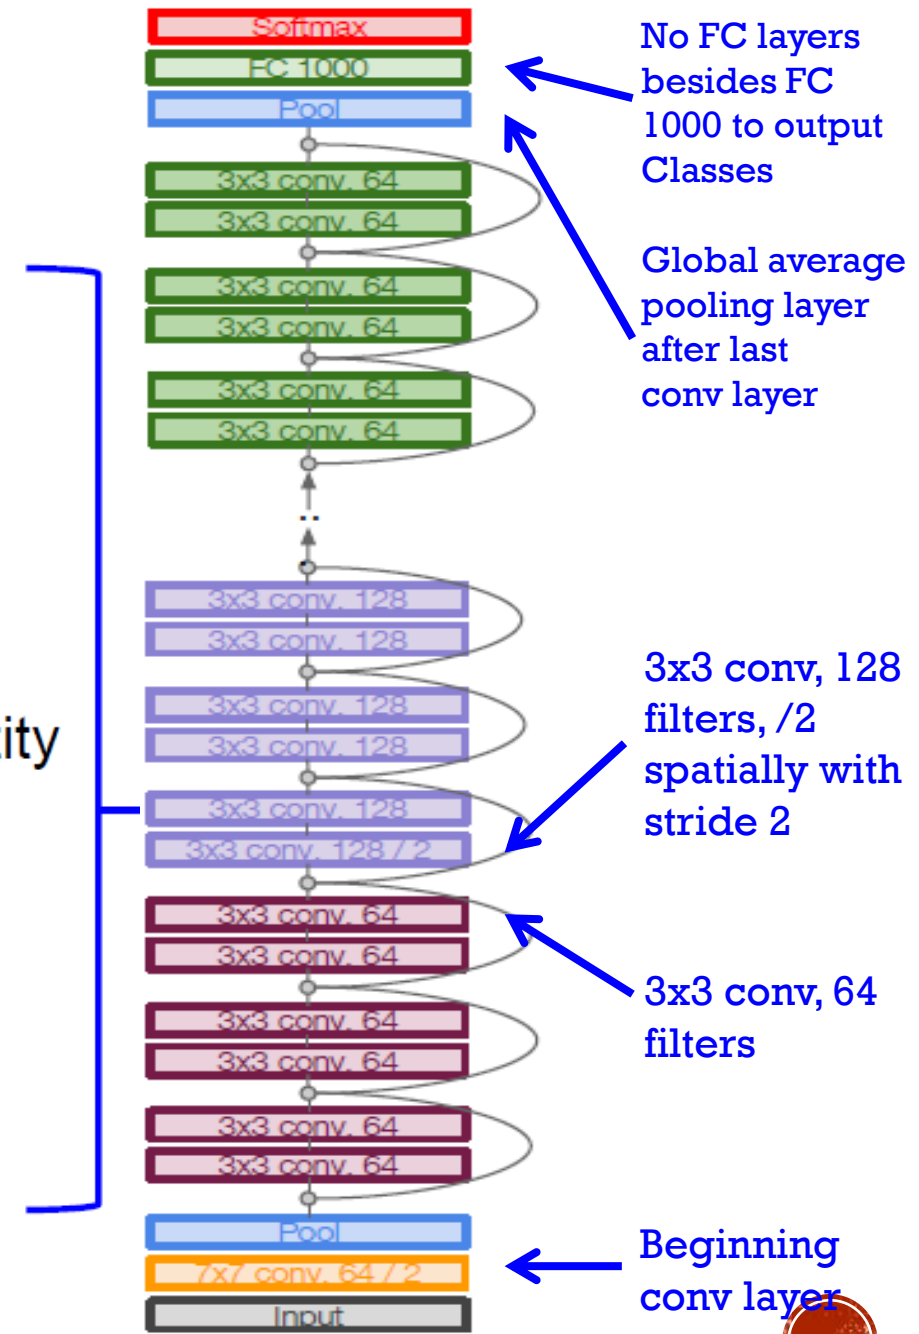 Softmax
FC 1000
Pool
3x3 conv, 64
3x3 conv, 64
3x3 conv, 64
3x3 conv, 64
3x3 conv, 64
3x3 conv, 64
..
.
3x3 conv, 128
3x3 conv, 128
3x3 conv, 128
3x3 conv, 128
3x3 conv, 128
3x3 conv, 128 / 2
3x3 conv, 64
3x3 conv, 64
3x3 conv, 64
3x3 conv, 64
3x3 conv, 64
3x3 conv, 64
Pool
7x7 conv, 64 / 2
Input
No FC layers
besides FC
1000 to output
Classes
Global average
pooling layer
after last
conv layer
3x3 conv, 128
filters, /2
spatially with
stride 2
3x3 conv, 64
filters
Beginning
conv layer